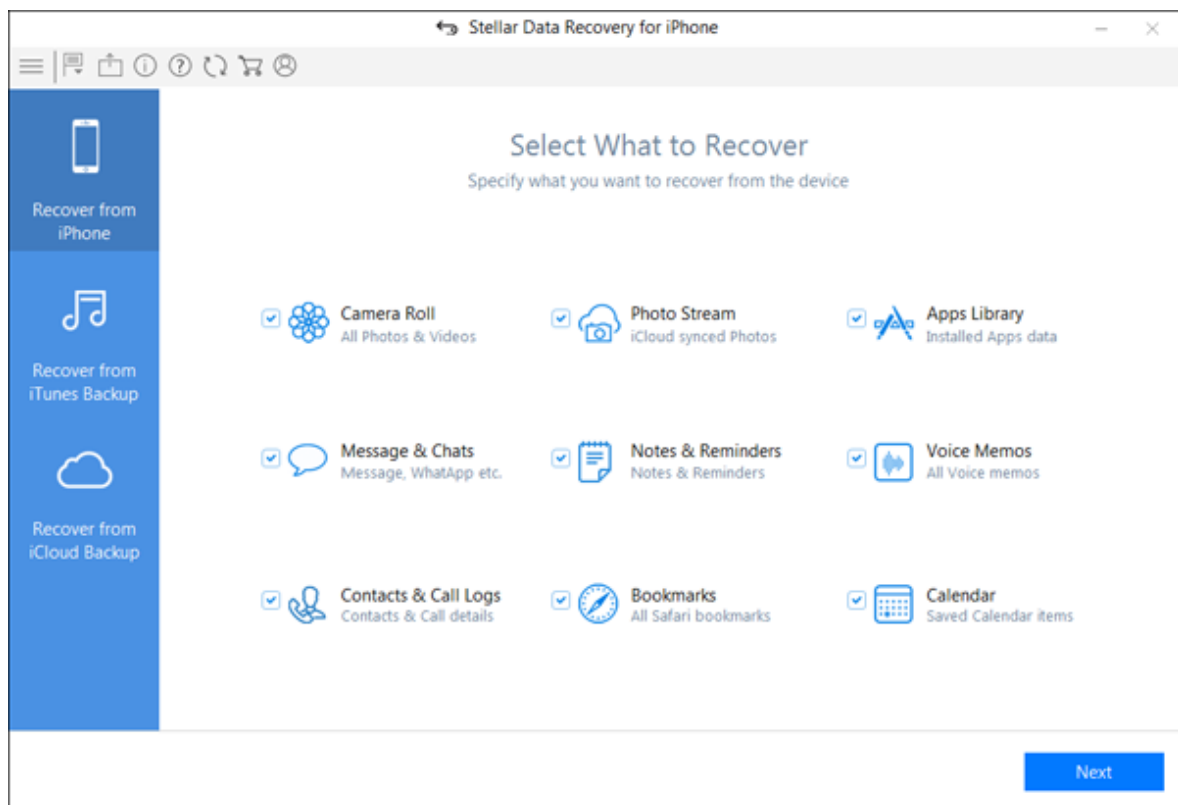 Stellar Data Recovery for iPhone
Recover from
iPhone
Recover from
iTunes Backup
Recover from
iCloud Backup
Select What to Recover
Specify what you want to recover from the device
Camera Roll
All Photos & Videos
Photo Stream
iCloud synced Photos
Apps Library
Installed Apps data
Message & Chats
Message, WhatApp etc.
Notes & Reminders
Notes & Reminders
Voice Memos
All Voice memos
Contacts & Call Logs
Contacts & Call details
Bookmarks
All Safari bookmarks
Calendar
Saved Calendar items
Next